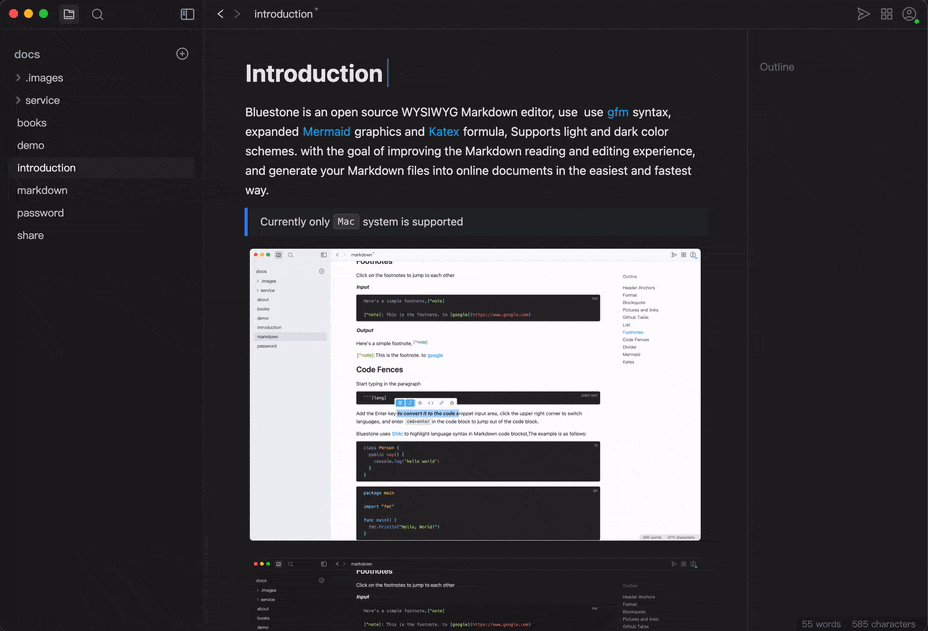 introduction*
docs
.images
service
books
demo
introduction
markdown
password
share
Introduction
Bluestone is an open source WYSIWYG Markdown editor, use  use gfm syntax,
expanded Mermaid graphics and Katex formula, Supports light and dark color
schemes. with the goal of improving the Markdown reading and editing experience,
and generate your Markdown files into online documents in the easiest and fastest
way.
Currently only Mac system is supported
markdown*
docs
.images
service
about
books
demo
introduction
markdown
password
Footnotes
Click on the footnotes to jump to each other
Input
Here's a simple footnote,[^note]
[^note]: This is the footnote. to [google](https://www.google.com)
Output
Here's a simple footnote,[^note]
[^note]:This is the footnote. to google
Code Fences
Start typing in the paragraph
```[lang]
Add the Enter key to convert it to the code snippet input area, click the upper right corner to switch
languages, and enter cmd+enter in the code block to jump out of the code block.
Bluestone uses Shiki to highlight language syntax in Markdown code blocks\,The example is as follows:
class Person {
public say() {
console.log('hello world')
}
}
go
package main
import "fmt"
func main() {
fmt.Println("Hello, World!")
}
Outline
Header Anchors
Format
Blockquote
Pictures and links
Github Table
List
Footnotes
Code Fences
Divider
Mermaid
Katex
markdown
docs
.images
service
about
books
demo
Footnotes
Click on the footnotes to jump to each other
Input
Here's a simple footnote,[^note]
[^note]: This is the footnote. to [google](https://www.google.com)
Outline
Header Anchors
Format
Blockquote
Pictures and links
Github Table
Outline
55 words 585 characters